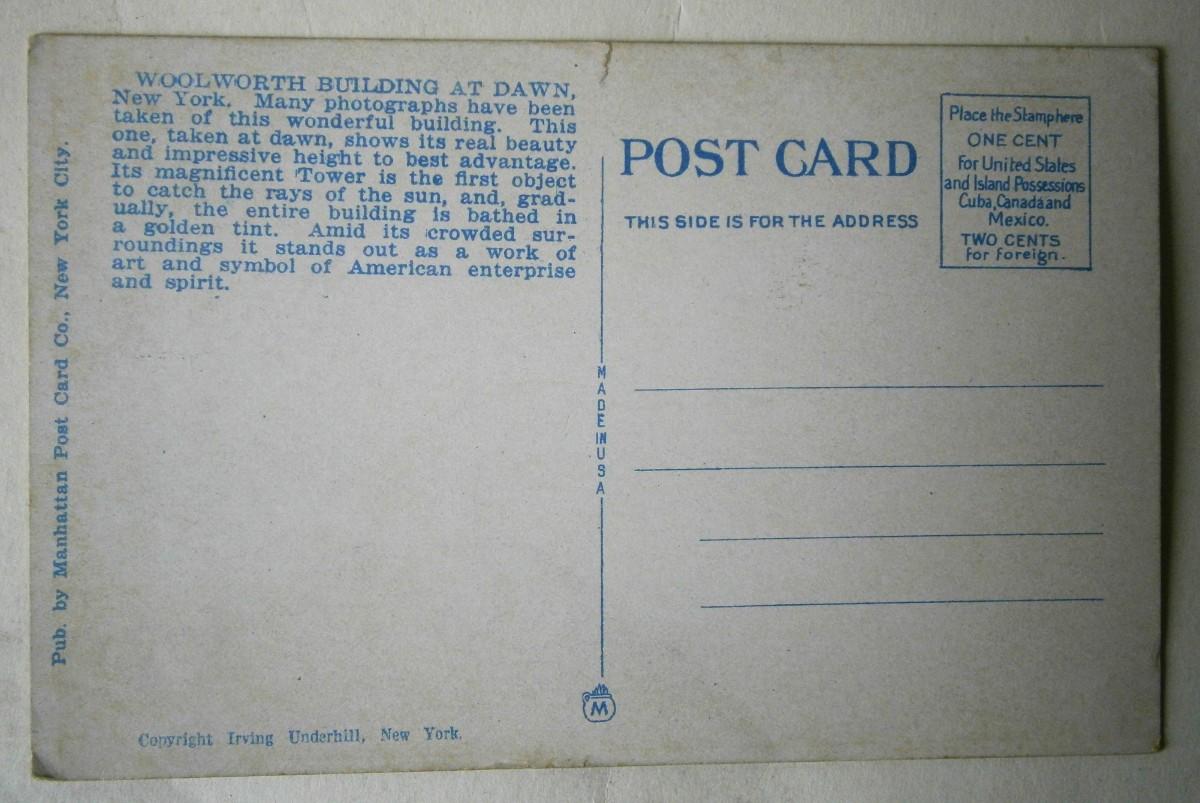 WOOLWORTH BUILDING AT DAWN,
New York. Many photographs have been
taken of this wonderful building. This
one, taken at dawn, shows its real beauty
and impressive height to best advantage.
Its magnificent Tower is the first object
to catch the rays of the sun, and, grad-
ually, the entire building is bathed in
a golden tint. Amid its crowded sur-
roundings it stands out as a work of
art and symbol of American enterprise
and spirit.
Pub. by Manhattan Post Card Co., New York City.
Copyright Irving Underhill, New York.
MADE IN USA
M
POST CARD
THIS SIDE IS FOR THE ADDRESS
Place the Stamp here
ONE CENT
For United States
and Island Possessions
Cuba, Canada and
Mexico.
TWO CENTS
for foreign.